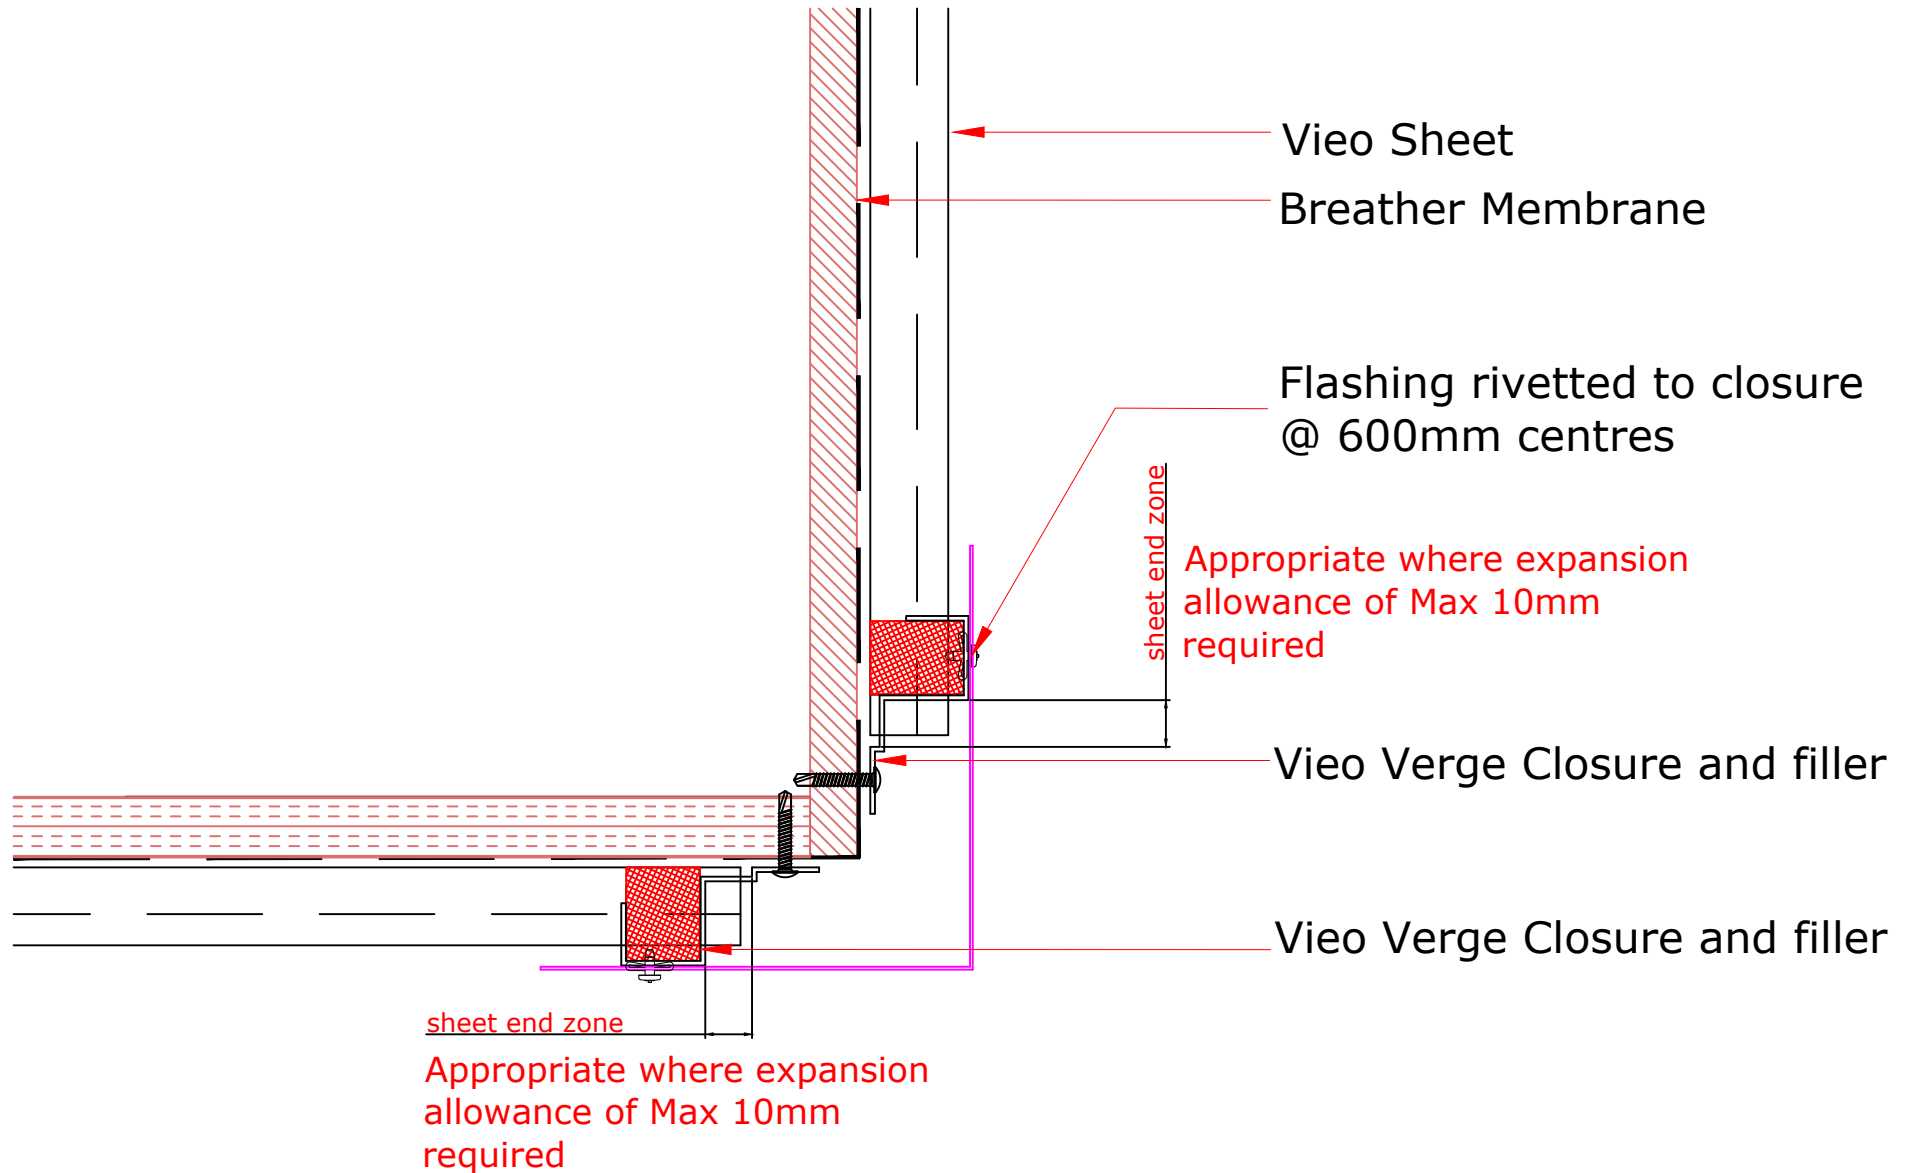 Vieo Sheet
Breather Membrane
Flashing rivetted to closure
@ 600mm centres
sheet end zone
Appropriate where expansion
allowance of Max 10mm
required
Vieo Verge Closure and filler
Vieo Verge Closure and filler
sheet end zone
Appropriate where expansion
allowance of Max 10mm
required